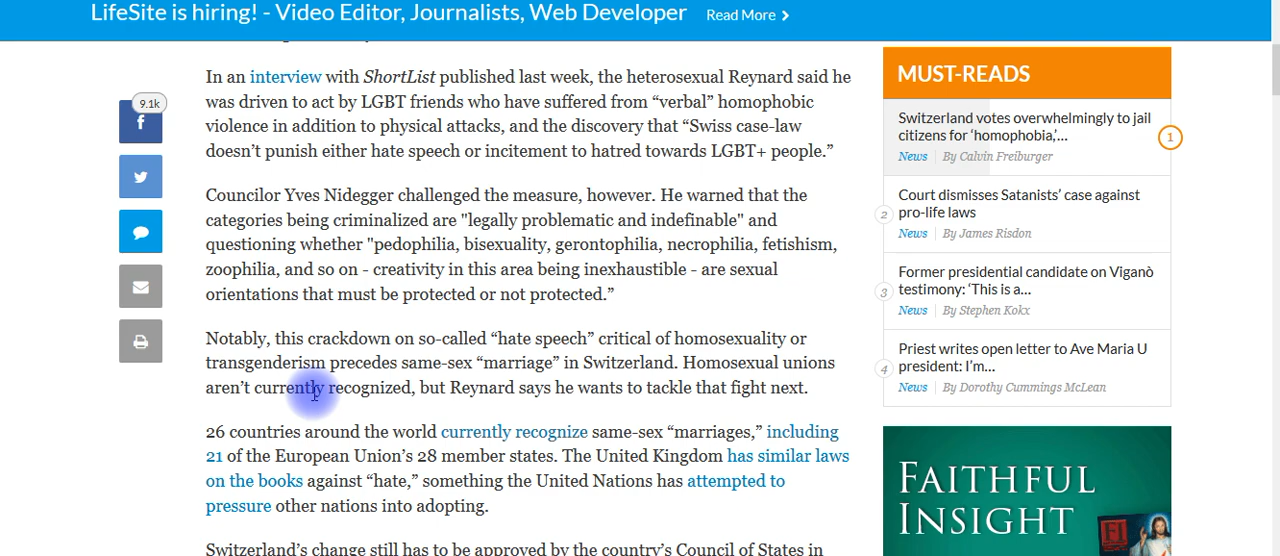 LifeSite is hiring! - Video Editor, Journalists, Web Developer Read More
In an interview with ShortList published last week, the heterosexual Reynard said he
was driven to act by LGBT friends who have suffered from “verbal” homophobic
violence in addition to physical attacks, and the discovery that “Swiss case-law
doesn’t punish either hate speech or incitement to hatred towards LGBT+ people.”
Councilor Yves Nidegger challenged the measure, however. He warned that the
categories being criminalized are "legally problematic and indefinable" and
questioning whether "pedophilia, bisexuality, gerontophilia, necrophilia, fetishism,
zoophilia, and so on - creativity in this area being inexhaustible - are sexual
orientations that must be protected or not protected.”
Notably, this crackdown on so-called “hate speech” critical of homosexuality or
transgenderism precedes same-sex “marriage” in Switzerland. Homosexual unions
aren’t currently recognized, but Reynard says he wants to tackle that fight next.
26 countries around the world currently recognize same-sex “marriages,” including
21 of the European Union’s 28 member states. The United Kingdom has similar laws
on the books against “hate,” something the United Nations has attempted to
pressure other nations into adopting.
Switzerland’s change still has to be approved by the country’s Council of States in
9.1k
f
MUST-READS
Switzerland votes overwhelmingly to jail
citizens for ‘homophobia,’...
News | By Calvin Freiburger
1
Court dismisses Satanists’ case against
pro-life laws
2
News | By James Risdon
Former presidential candidate on Viganò
testimony: ‘This is a...
3
News | By Stephen Kokx
Priest writes open letter to Ave Maria U
president: I’m...
4
News | By Dorothy Cummings McLean
FAITHFUL
INSIGHT
FI